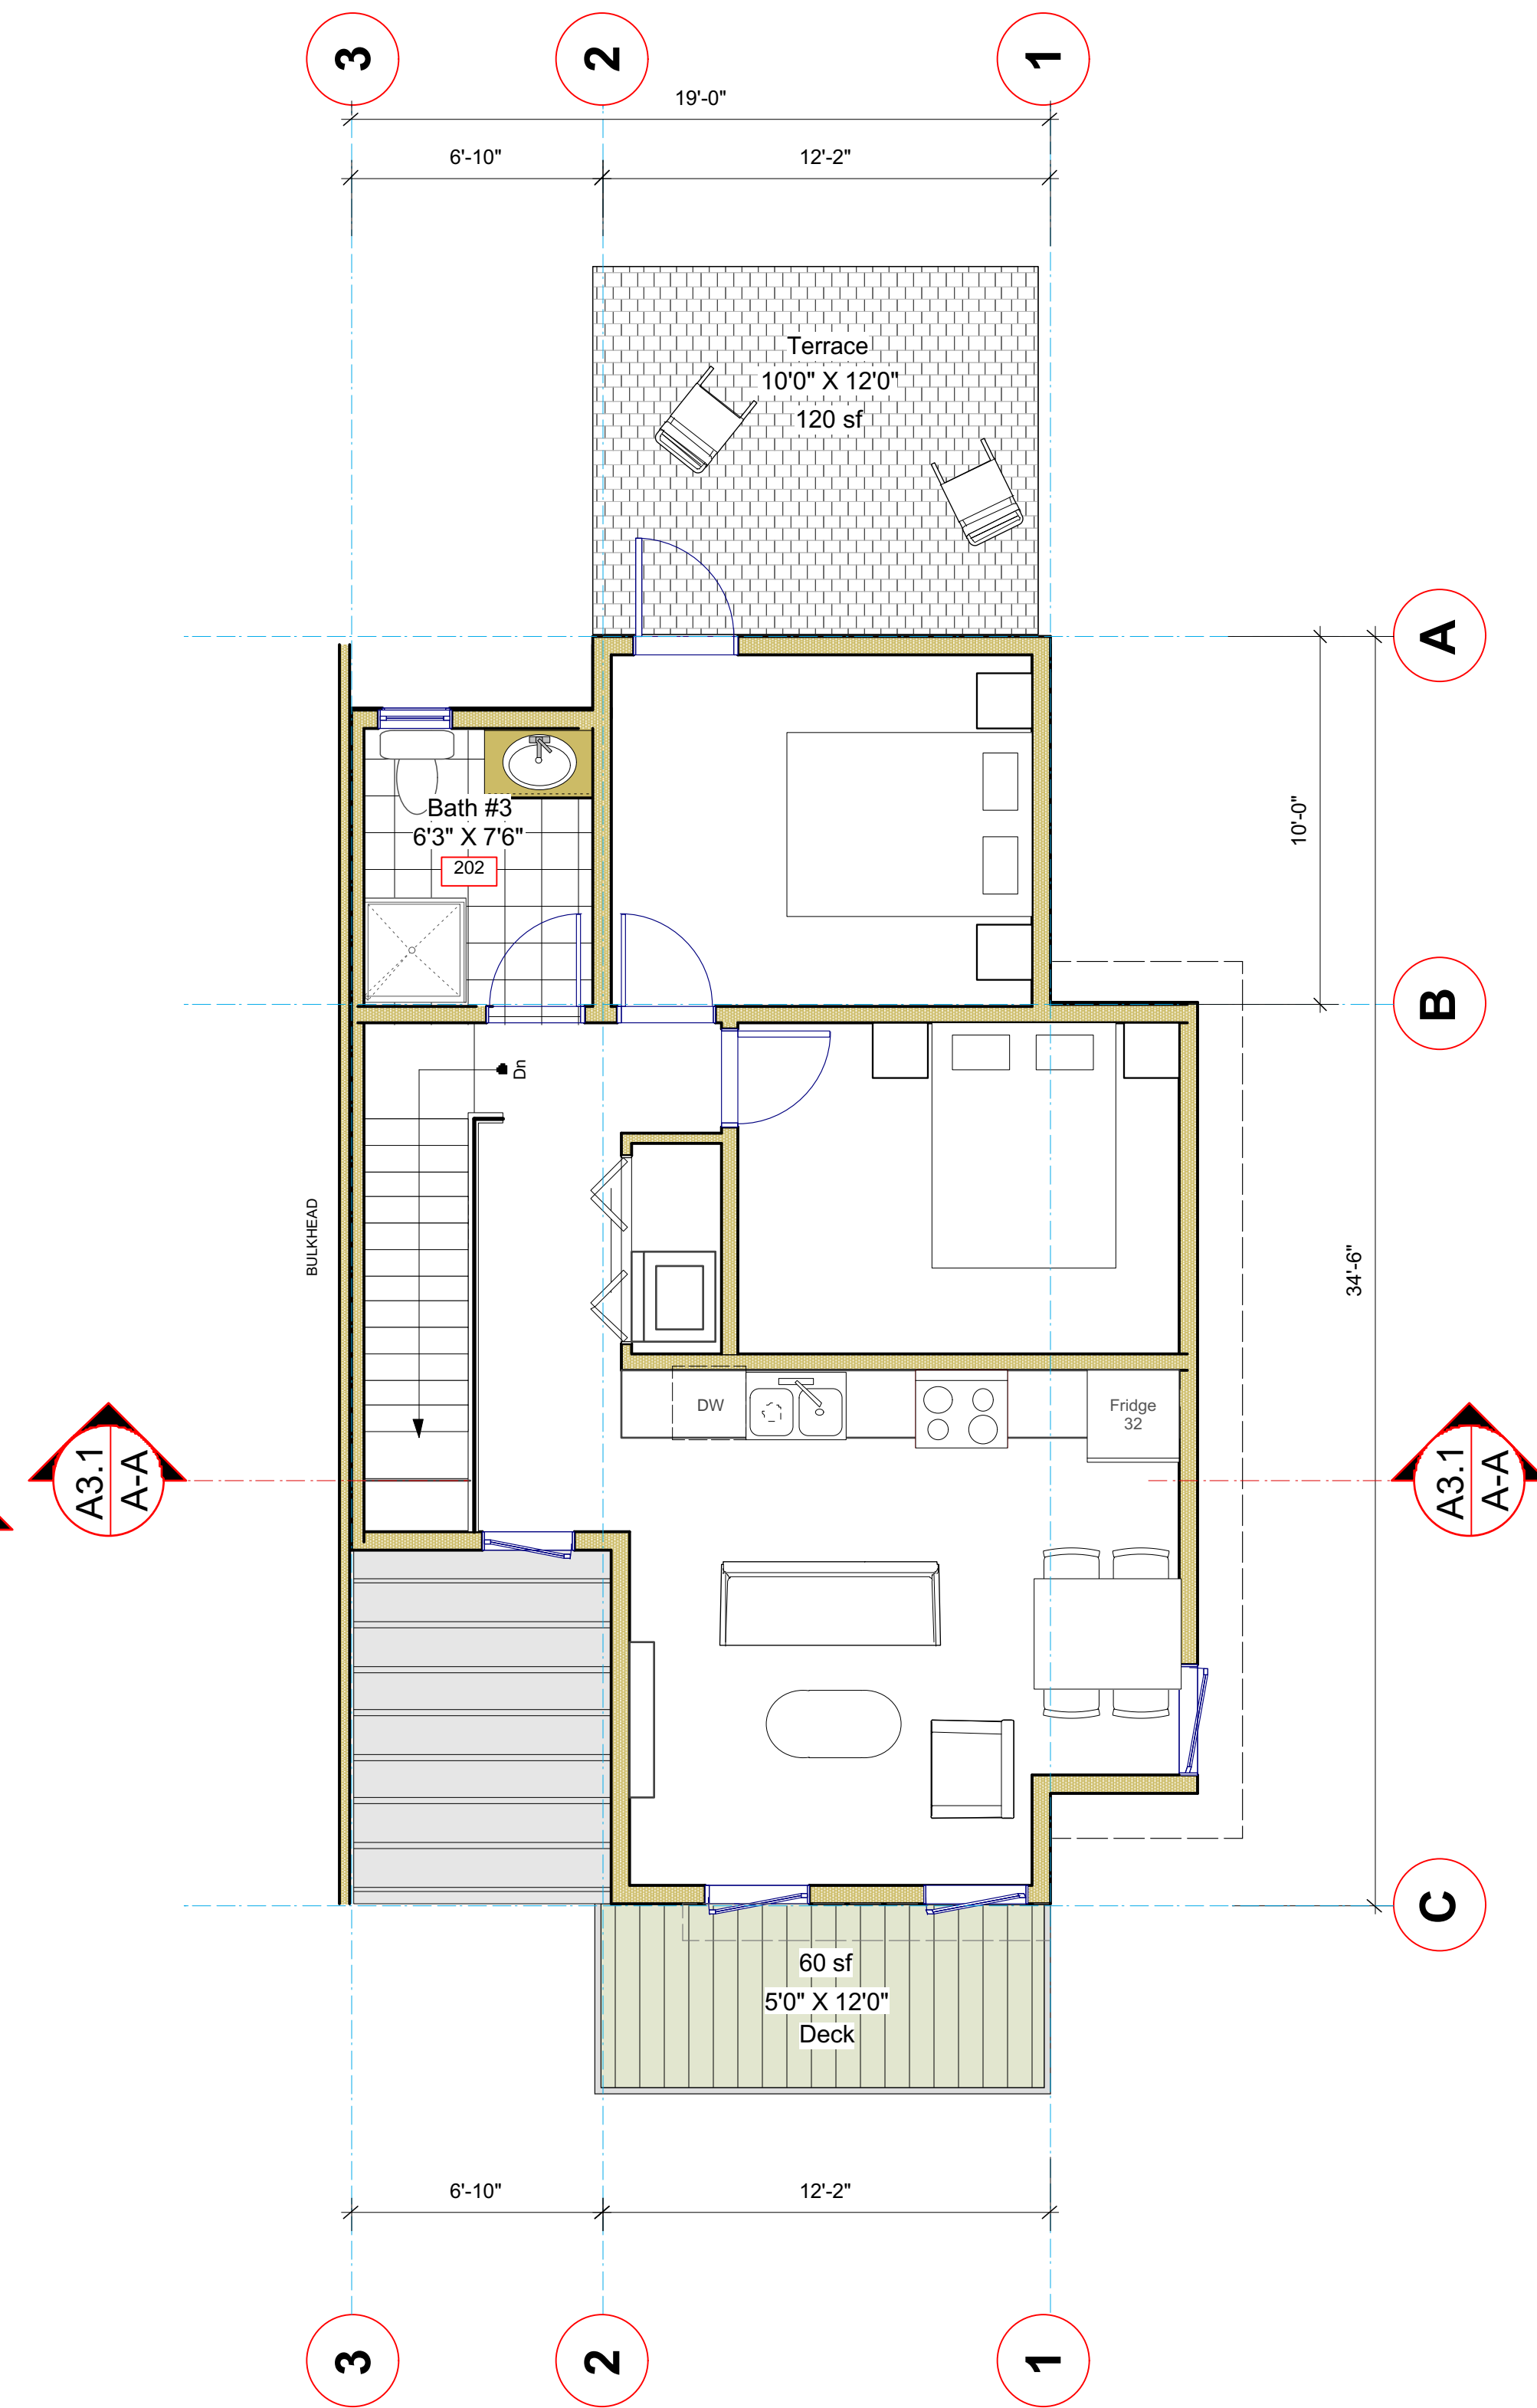 3
2
1
19'-0"
6'-10"
12'-2"
Terrace
10'0" X 12'0"
120 sf
A
Bath #3
6'3" X 7'6"
202
10'-0"
B
Dn
BULKHEAD
34'-6"
DW
Fridge
32
A3.1
A-A
A3.1
A-A
C
60 sf
5'0" X 12'0"
Deck
6'-10"
12'-2"
3
2
1